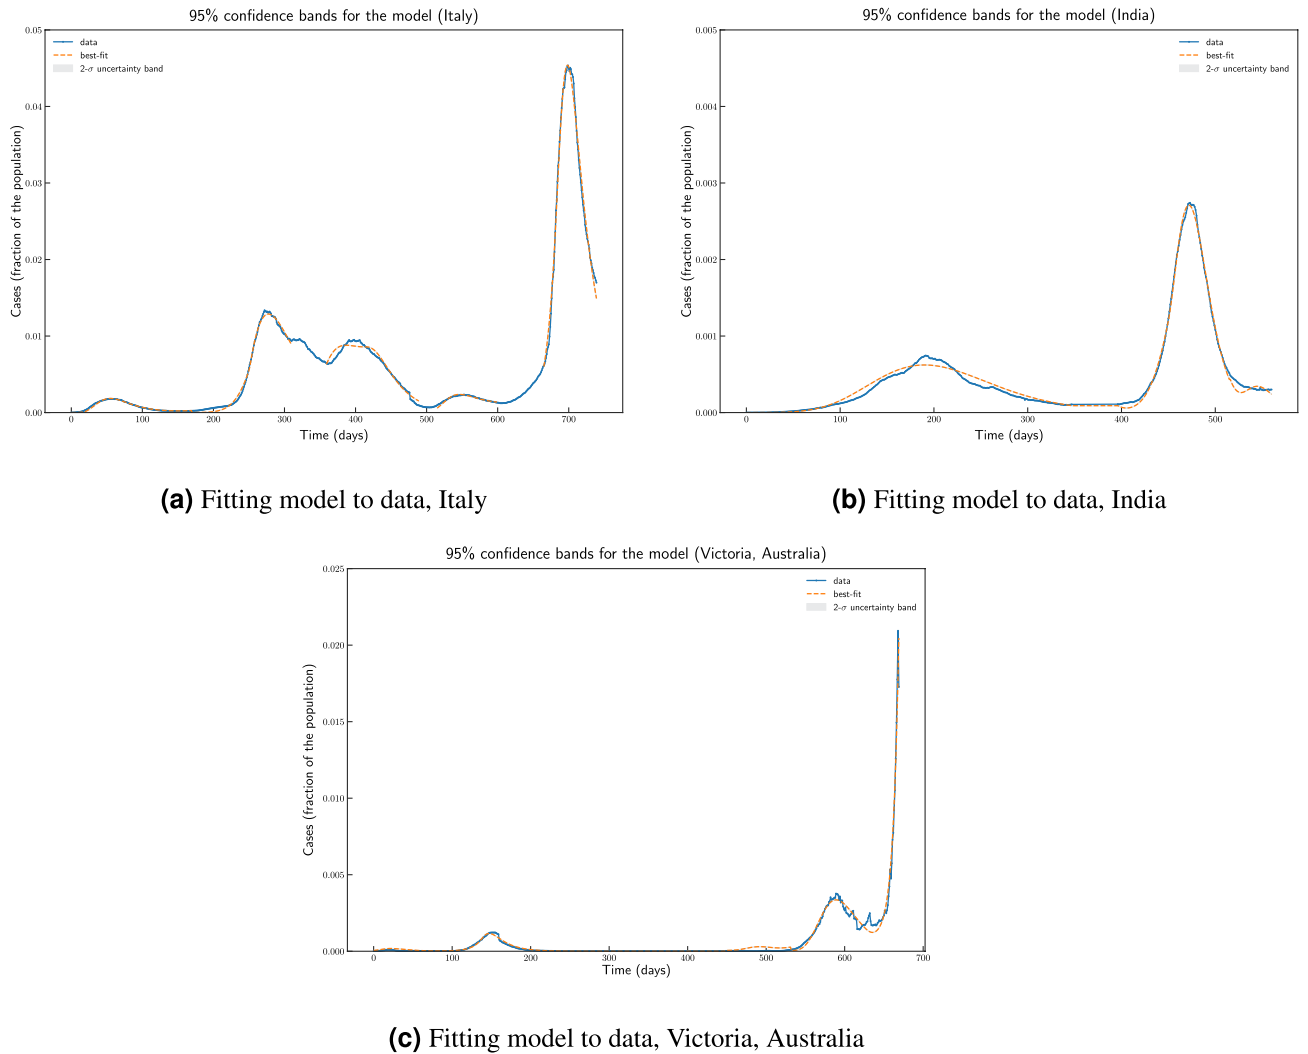 95% confidence bands for the model (Italy)
data
best-fit
2-σ uncertainty band
Cases (fraction of the population)
0.05
0.04
0.03
0.02
0.01
0.00
0 100 200 300 400 500 600 700
Time (days)
(a) Fitting model to data, Italy
95% confidence bands for the model (India)
data
best-fit
2-σ uncertainty band
Cases (fraction of the population)
0.005
0.004
0.003
0.002
0.001
0.000
0 100 200 300 400 500
Time (days)
(b) Fitting model to data, India
95% confidence bands for the model (Victoria, Australia)
data
best-fit
2-σ uncertainty band
Cases (fraction of the population)
0.025
0.020
0.015
0.010
0.005
0.000
0 100 200 300 400 500 600 700
Time (days)
(c) Fitting model to data, Victoria, Australia